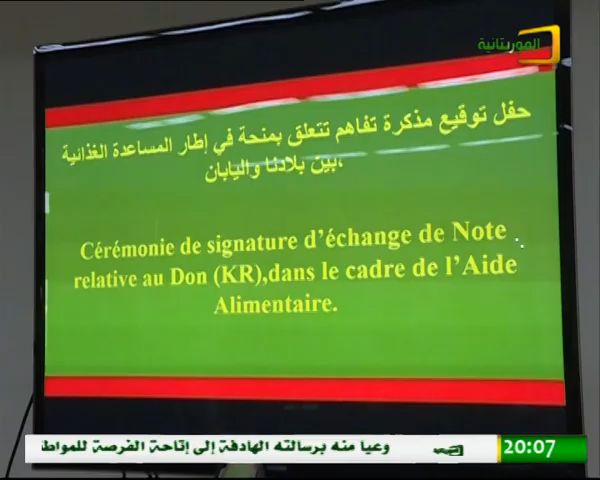 الموريتانية
حفل توقيع مذكرة تفاهم تتعلق بمنحة في إطار المساعدة الغذائية
،بين بلادنا واليابان
Cérémonie de signature d’échange de Note
relative au Don (KR),dans le cadre de l’Aide
Alimentaire.
وعيا منه برسالته الهادفة إلى إتاحة الفرصة للمواط
20:07